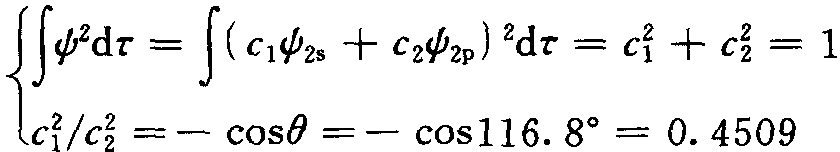 ∫ψ²dτ = ∫(c₁ψ₂ₛ + c₂ψ₂ₚ)²dτ = c₁² + c₂² = 1
c₁²/c₂² = − cosθ = − cos116.8° = 0.4509